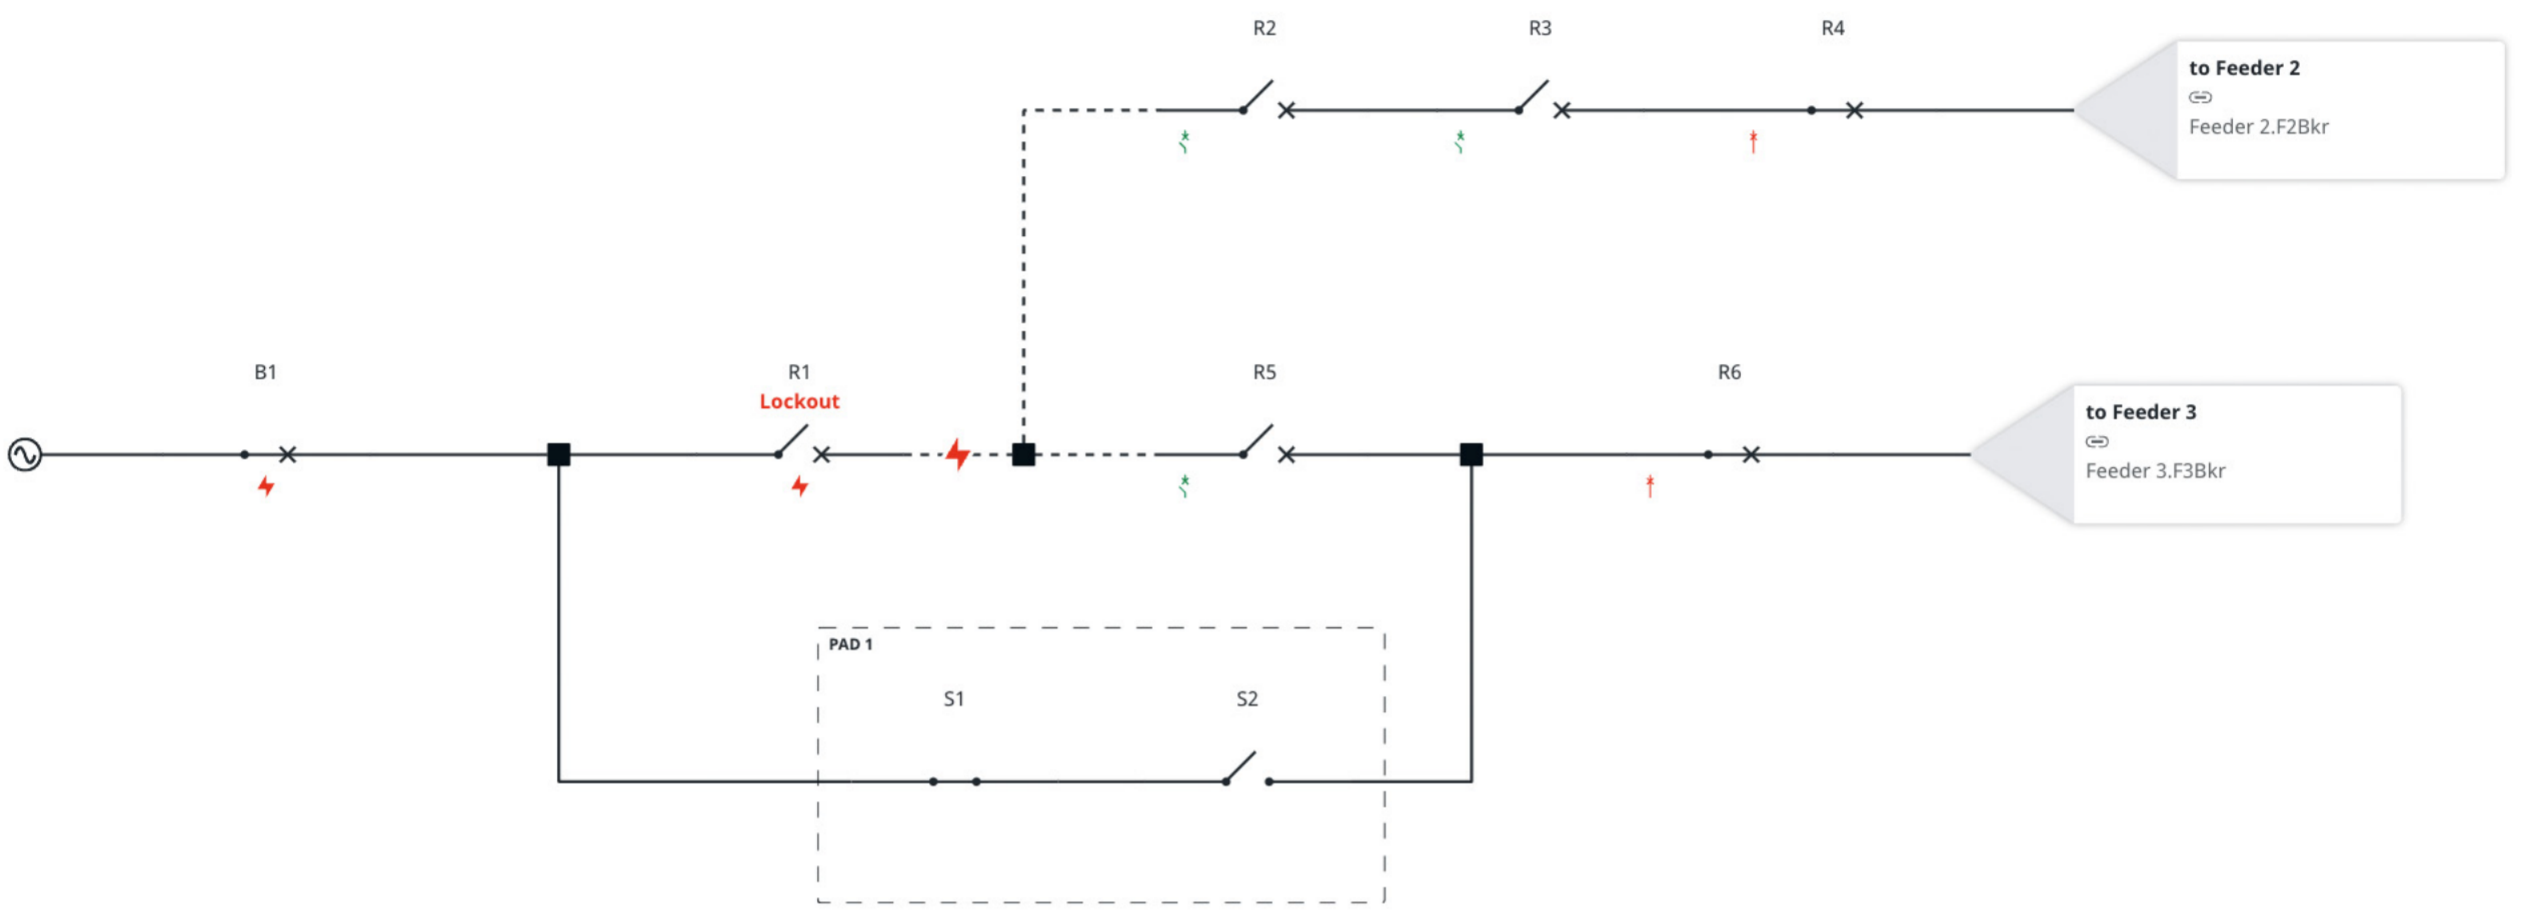 R2
R3
R4
to Feeder 2
Feeder 2.F2Bkr
B1
R1
Lockout
R5
R6
to Feeder 3
Feeder 3.F3Bkr
PAD 1
S1
S2